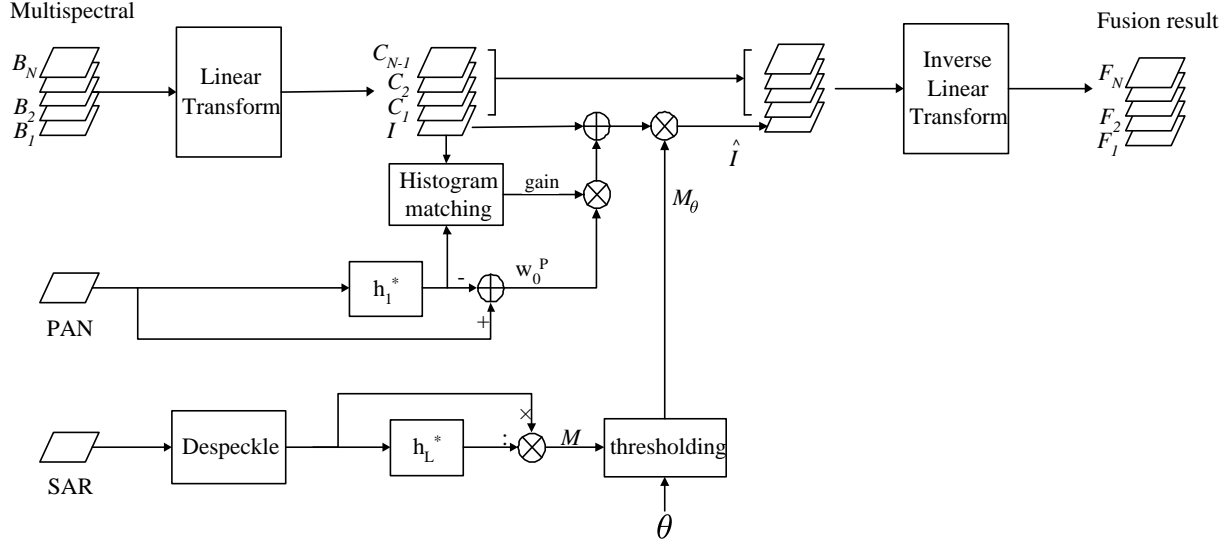 Multispectral
Fusion result
B_N
B_2
B_1
Linear
Transform
C_{N-1}
C_2
C_1
I
Inverse
Linear
Transform
F_N
F_2
F_1
Î
Histogram
matching
gain
M_θ
PAN
h_1^*
-
+
w_0^P
SAR
Despeckle
h_L^*
×
:
M
thresholding
θ